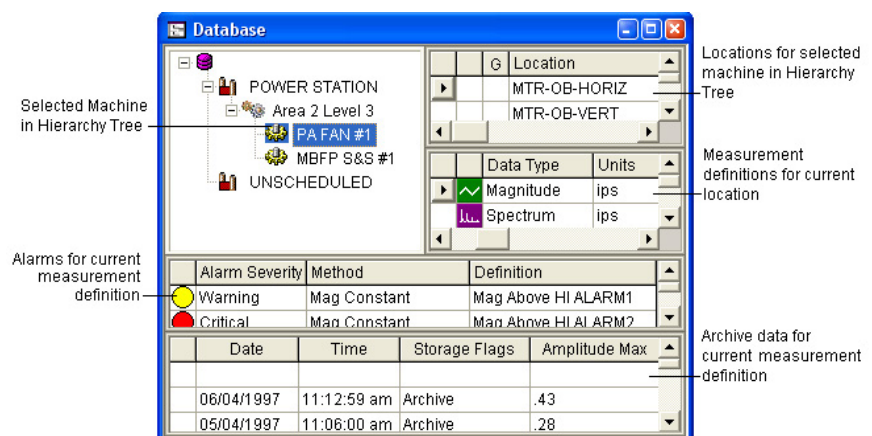 Database
POWER STATION
Area 2 Level 3
PA FAN #1
MBFP S&S #1
UNSCHEDULED
G Location
MTR-OB-HORIZ
MTR-OB-VERT
Data Type Units
Magnitude ips
Spectrum ips
Alarm Severity Method Definition
Warning Mag Constant Mag Above HI ALARM1
Critical Mag Constant Mag Above HI ALARM2
Date Time Storage Flags Amplitude Max
06/04/1997 11:12:59 am Archive .43
05/04/1997 11:06:00 am Archive .28
Selected Machine
in Hierarchy Tree
Alarms for current
measurement
definition
Locations for selected
machine in Hierarchy
Tree
Measurement
definitions for current
location
Archive data for
current measurement
definition